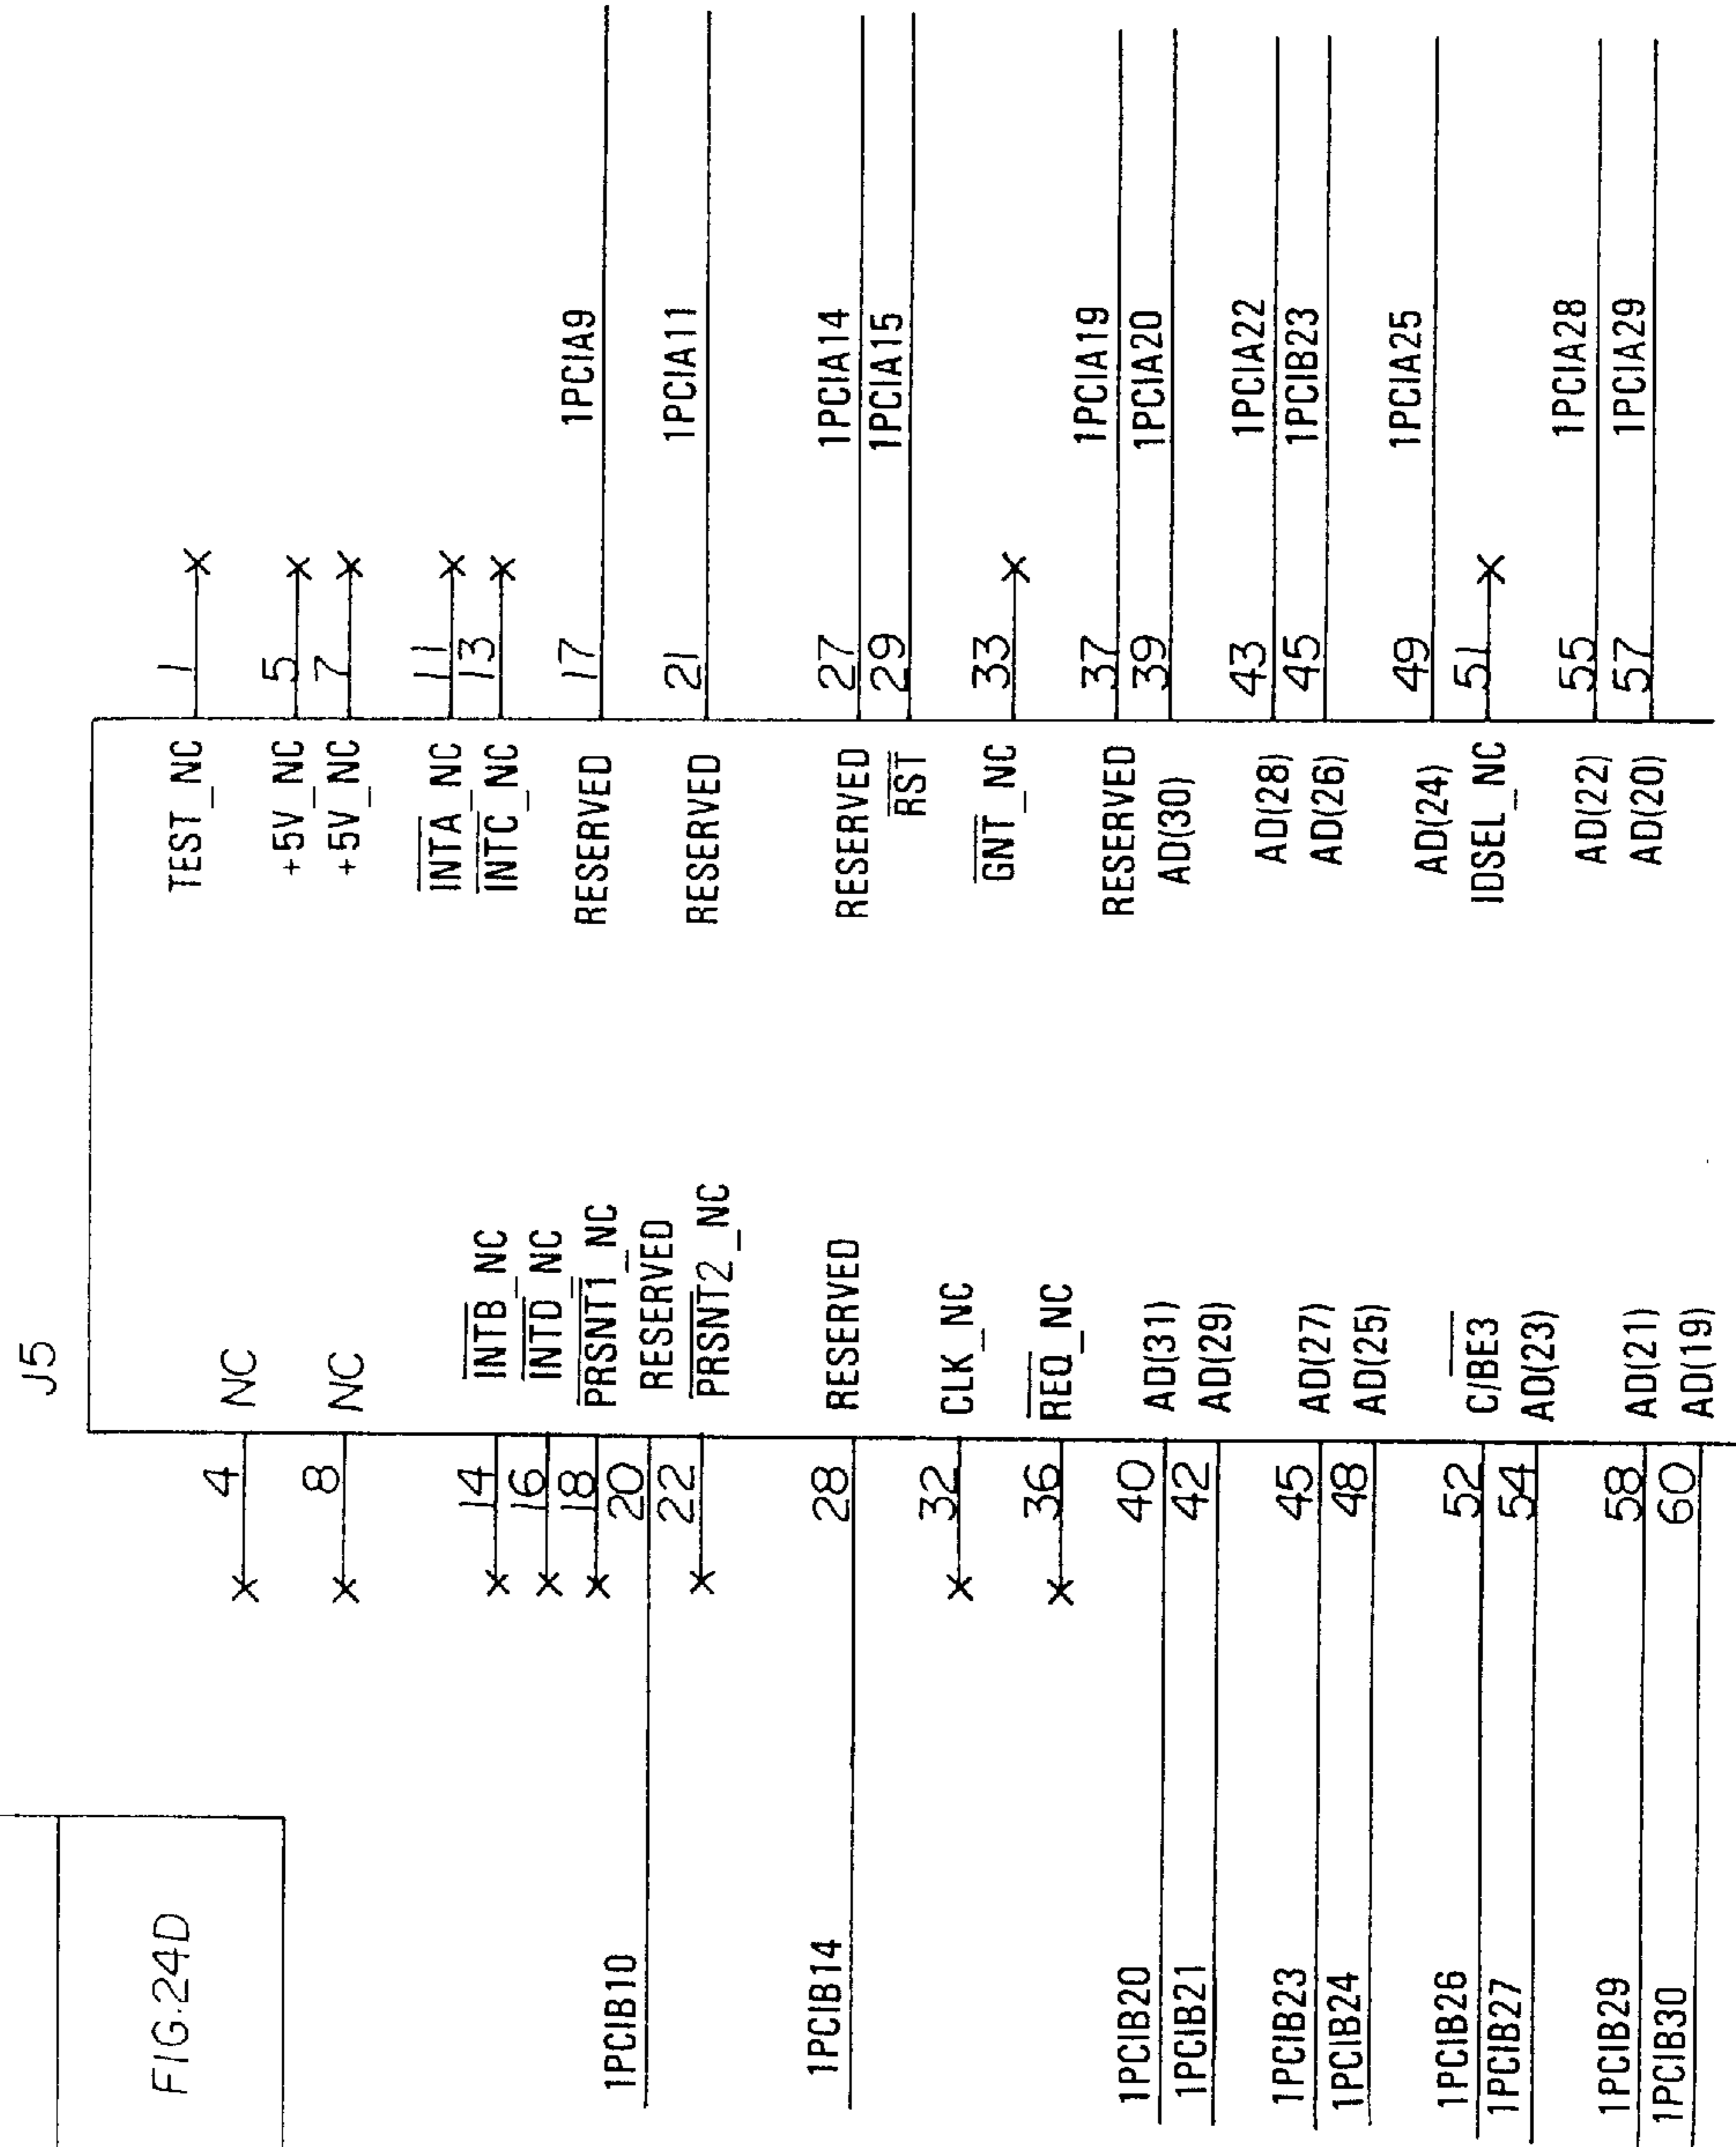 FIG.24D
J5
1
TEST_NC
5
+5V_NC
7
+5V_NC
11
INTA_NC
13
INTC_NC
17
RESERVED
1PCIA9
21
RESERVED
1PCIA11
27
RESERVED
1PCIA14
29
RST
1PCIA15
33
GNT_NC
37
RESERVED
1PCIA19
39
AD(30)
1PCIA20
43
AD(28)
1PCIA22
45
AD(26)
1PCIB23
49
AD(24)
1PCIA25
51
IDSEL_NC
55
AD(22)
1PCIA28
57
AD(20)
1PCIA29
4
NC
8
NC
14
INTB_NC
16
INTD_NC
18
PRSNT1_NC
1PCIB10
20
RESERVED
22
PRSNT2_NC
1PCIB14
28
RESERVED
32
CLK_NC
36
REQ_NC
1PCIB20
40
AD(31)
1PCIB21
42
AD(29)
1PCIB23
45
AD(27)
1PCIB24
48
AD(25)
1PCIB26
52
C/BE3
1PCIB27
54
AD(23)
1PCIB29
58
AD(21)
1PCIB30
60
AD(19)